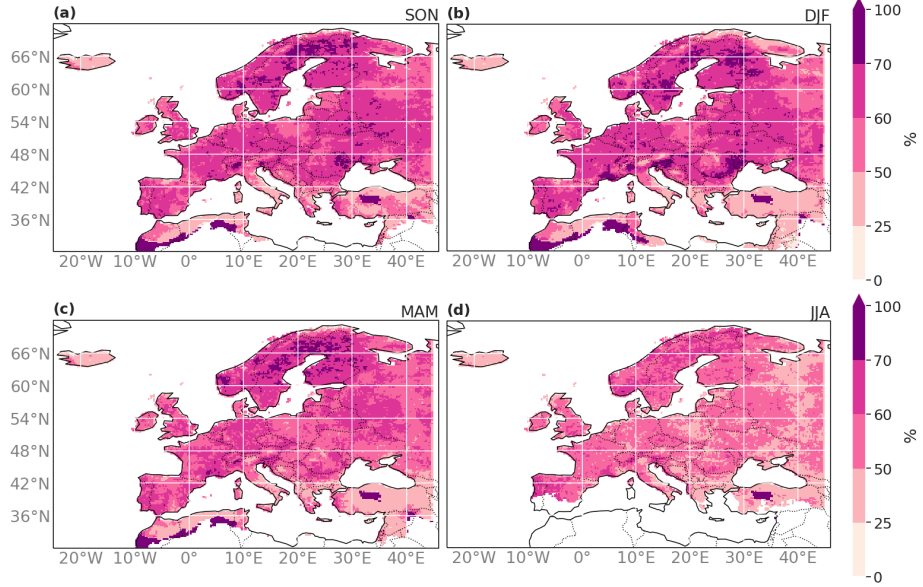 (a) SON (b) DJF
66°N
60°N
54°N
48°N
42°N
36°N
20°W 10°W 0° 10°E 20°E 30°E 40°E 20°W 10°W 0° 10°E 20°E 30°E 40°E
100
70
60
50
25
0
%
(c) MAM (d) JJA
66°N
60°N
54°N
48°N
42°N
36°N
20°W 10°W 0° 10°E 20°E 30°E 40°E 20°W 10°W 0° 10°E 20°E 30°E 40°E
100
70
60
50
25
0
%